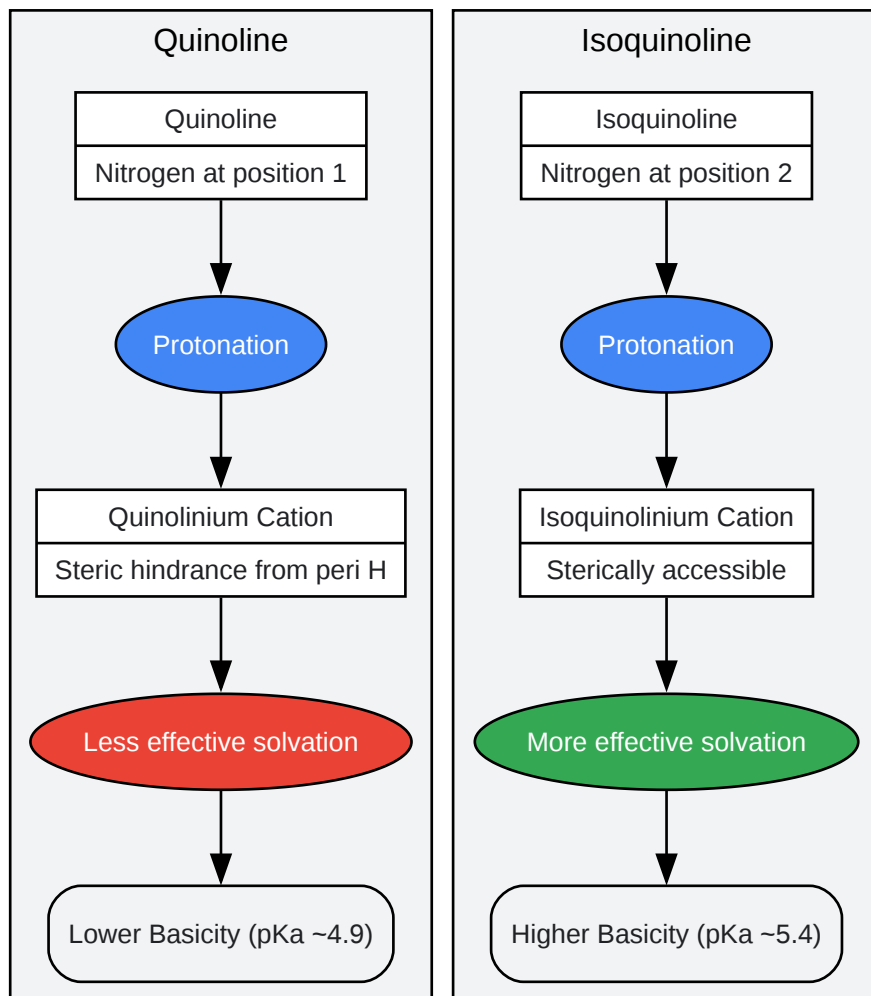 Quinoline
Quinoline
Nitrogen at position 1
Protonation
Quinolinium Cation
Steric hindrance from peri H
Less effective solvation
Lower Basicity (pKa ~4.9)
Isoquinoline
Isoquinoline
Nitrogen at position 2
Protonation
Isoquinolinium Cation
Sterically accessible
More effective solvation
Higher Basicity (pKa ~5.4)